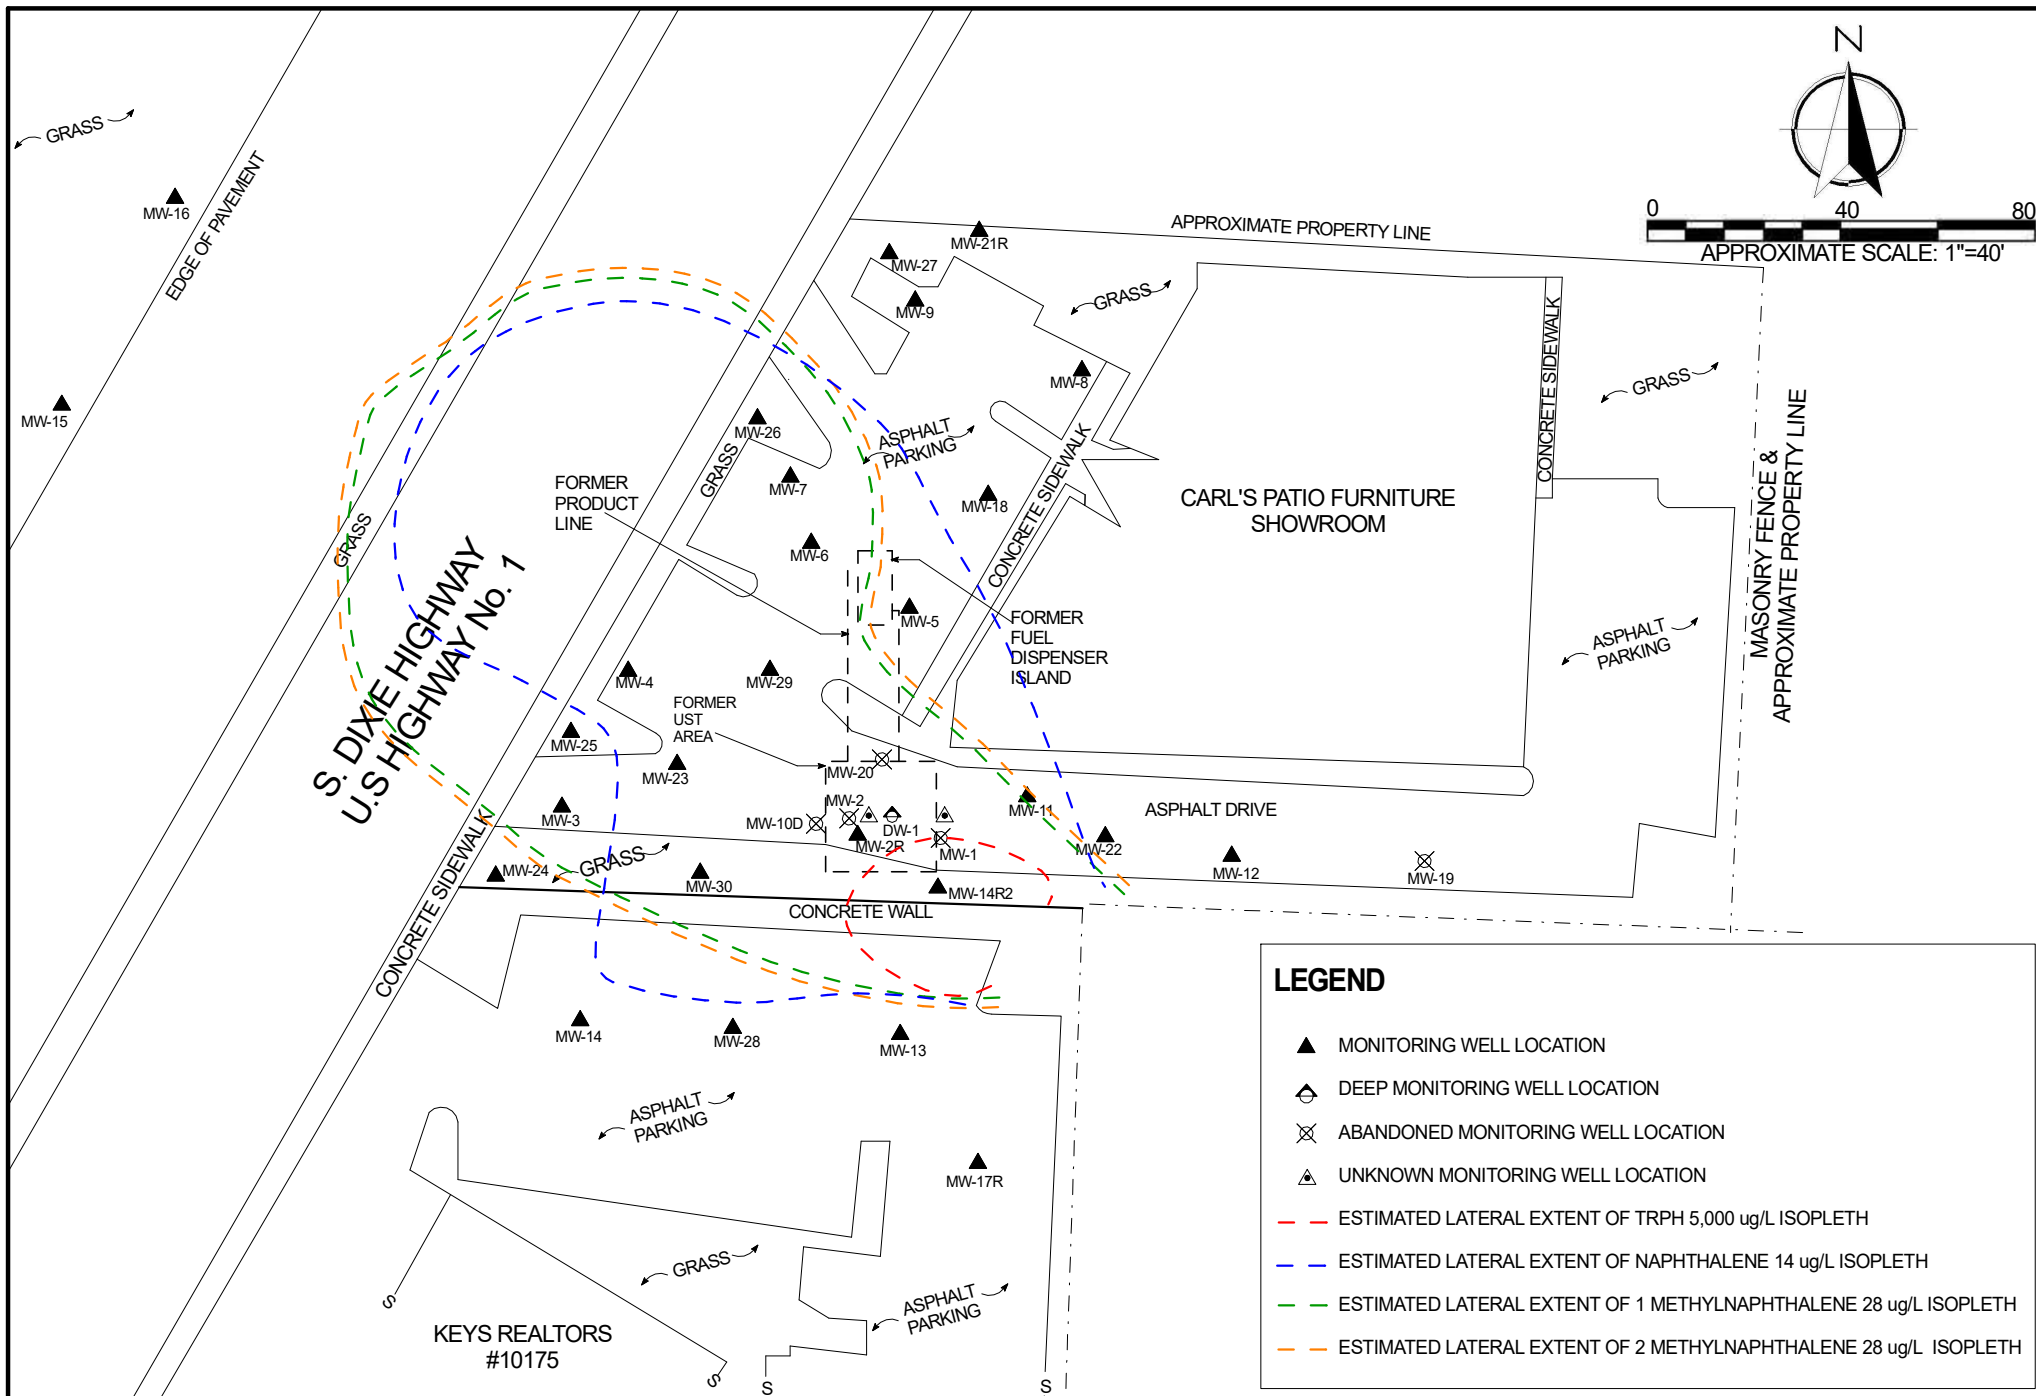 N
0 40 80
APPROXIMATE SCALE: 1"=40'
GRASS
MW-16
EDGE OF PAVEMENT
MW-15
APPROXIMATE PROPERTY LINE
MW-21R
MW-27
MW-9
GRASS
MW-8
CONCRETE SIDEWALK
GRASS
MW-26
GRASS
ASPHALT
PARKING
MW-7
MW-18
CONCRETE SIDEWALK
FORMER
PRODUCT
LINE
MW-6
CARL'S PATIO FURNITURE
SHOWROOM
MASONRY FENCE &
APPROXIMATE PROPERTY LINE
GRASS
S. DIXIE HIGHWAY
U.S HIGHWAY No. 1
MW-5
FORMER
FUEL
DISPENSER
ISLAND
ASPHALT
PARKING
MW-4
MW-29
FORMER
UST
AREA
MW-25
MW-23
MW-20
MW-3
MW-2
MW-10D
DW-1
MW-2R
MW-1
MW-11
ASPHALT DRIVE
MW-22
MW-12
MW-19
GRASS
MW-24
MW-30
MW-14R2
CONCRETE WALL
CONCRETE SIDEWALK
MW-14
MW-28
MW-13
ASPHALT
PARKING
MW-17R
GRASS
ASPHALT
PARKING
S
S
S
S
KEYS REALTORS
#10175
LEGEND
MONITORING WELL LOCATION
DEEP MONITORING WELL LOCATION
ABANDONED MONITORING WELL LOCATION
UNKNOWN MONITORING WELL LOCATION
ESTIMATED LATERAL EXTENT OF TRPH 5,000 ug/L ISOPLETH
ESTIMATED LATERAL EXTENT OF NAPHTHALENE 14 ug/L ISOPLETH
ESTIMATED LATERAL EXTENT OF 1 METHYLNAPHTHALENE 28 ug/L ISOPLETH
ESTIMATED LATERAL EXTENT OF 2 METHYLNAPHTHALENE 28 ug/L ISOPLETH